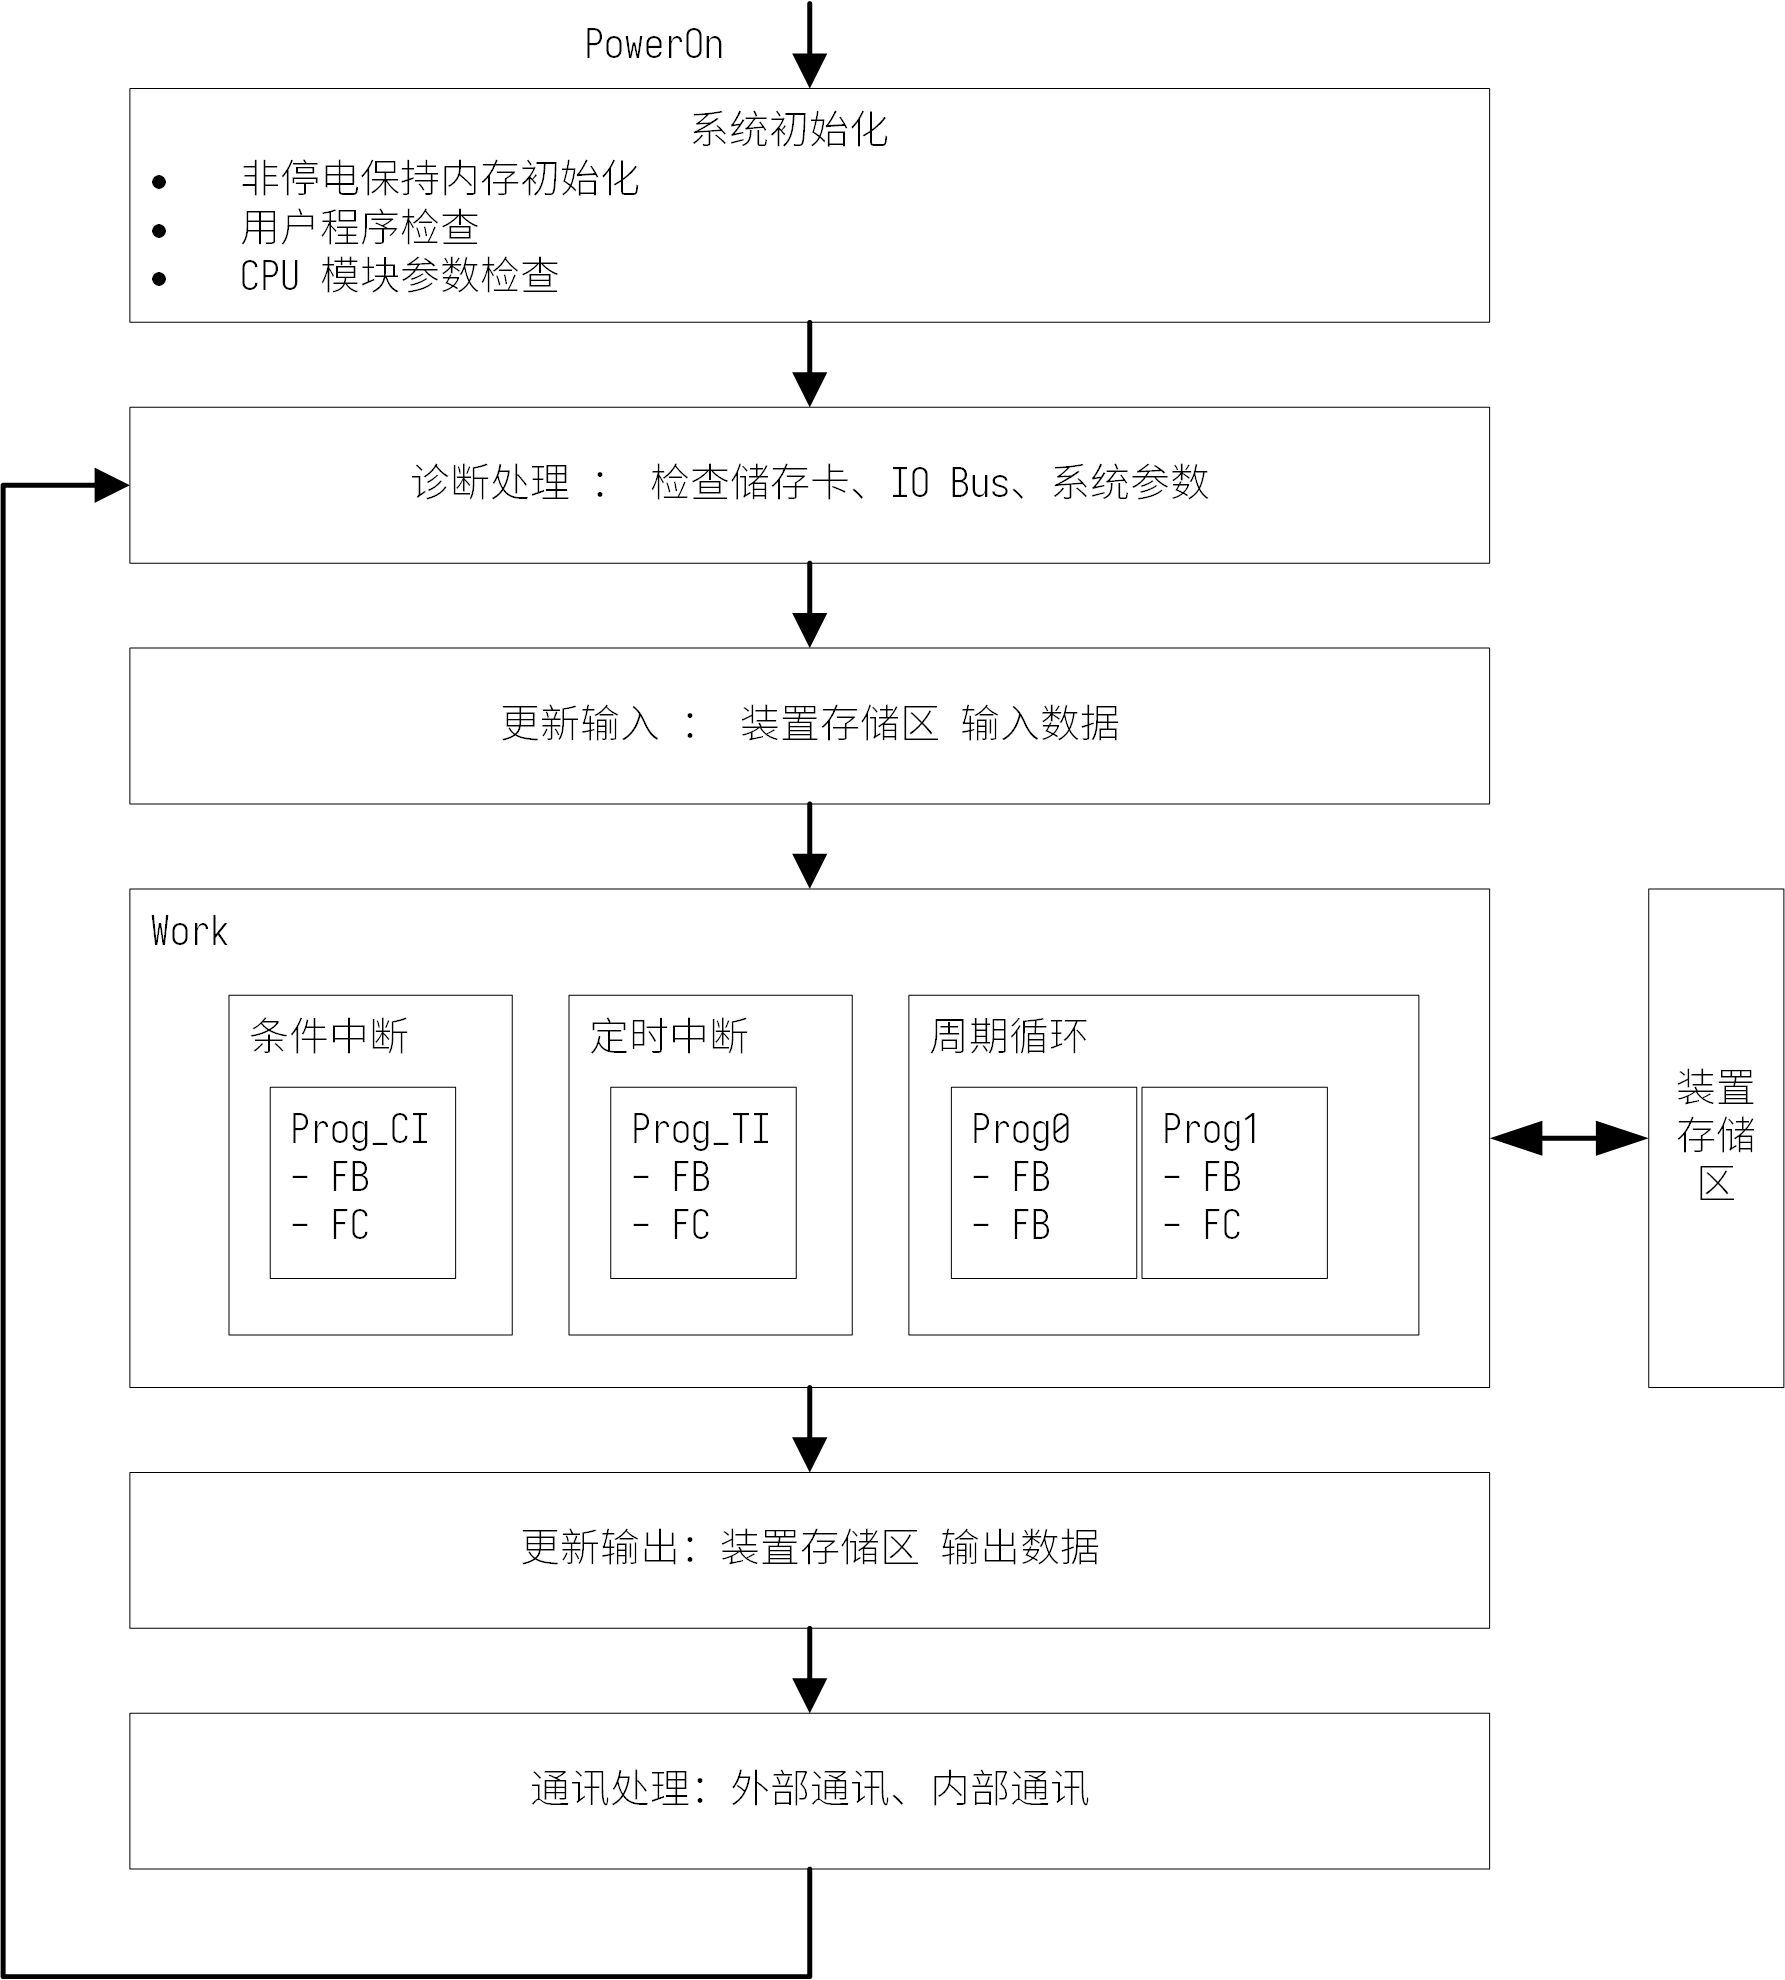 PowerOn
系统初始化
● 非停电保持内存初始化
● 用户程序检查
● CPU 模块参数检查
诊断处理 ： 检查储存卡、IO Bus、系统参数
更新输入 ： 装置存储区 输入数据
Work
条件中断
Prog_CI
- FB
- FC
定时中断
Prog_TI
- FB
- FC
周期循环
Prog0
- FB
- FB
Prog1
- FB
- FC
装置
存储
区
更新输出：装置存储区 输出数据
通讯处理：外部通讯、内部通讯